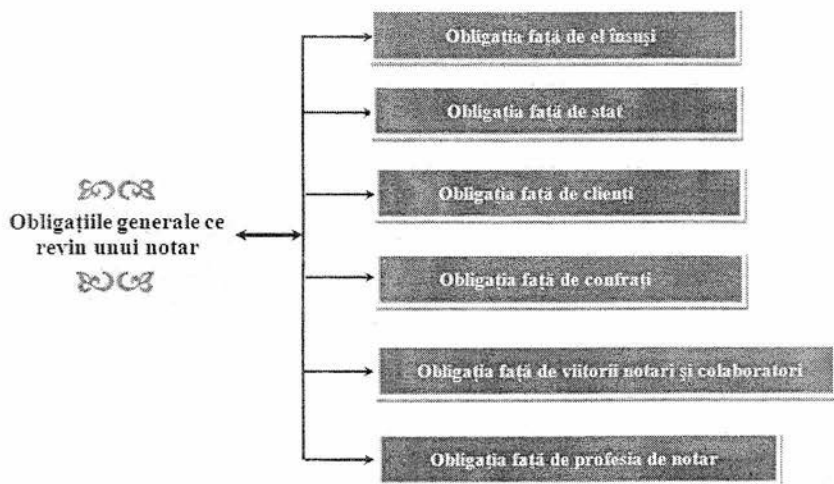 Obligația față de el însuși
Obligația față de stat
Obligația față de clienți
Obligațiile generale ce
revin unui notar
Obligația față de confrați
Obligația față de viitorii notari și colaboratori
Obligația față de profesia de notar